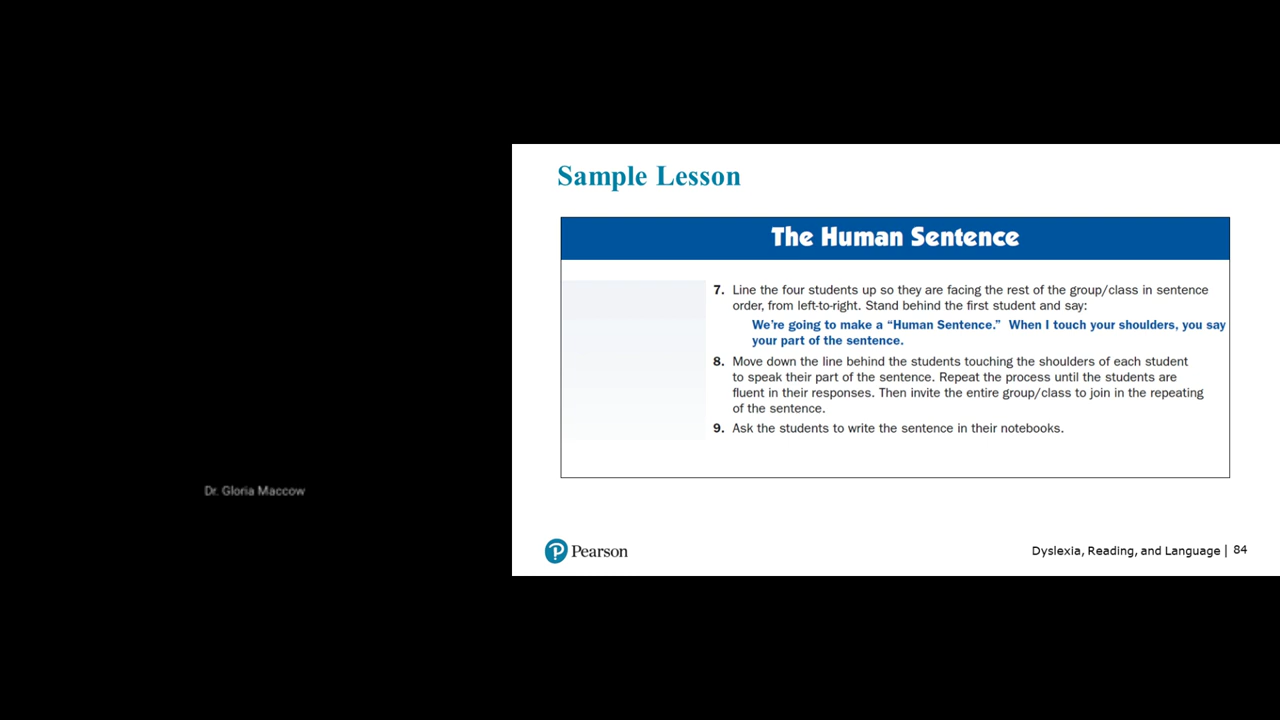 Sample Lesson
The Human Sentence
7. Line the four students up so they are facing the rest of the group/class in sentence
order, from left-to-right. Stand behind the first student and say:
We're going to make a “Human Sentence.” When I touch your shoulders, you say
your part of the sentence.
8. Move down the line behind the students touching the shoulders of each student
to speak their part of the sentence. Repeat the process until the students are
fluent in their responses. Then invite the entire group/class to join in the repeating
of the sentence.
9. Ask the students to write the sentence in their notebooks.
Dr. Gloria Maccow
Pearson
Dyslexia, Reading, and Language | 84